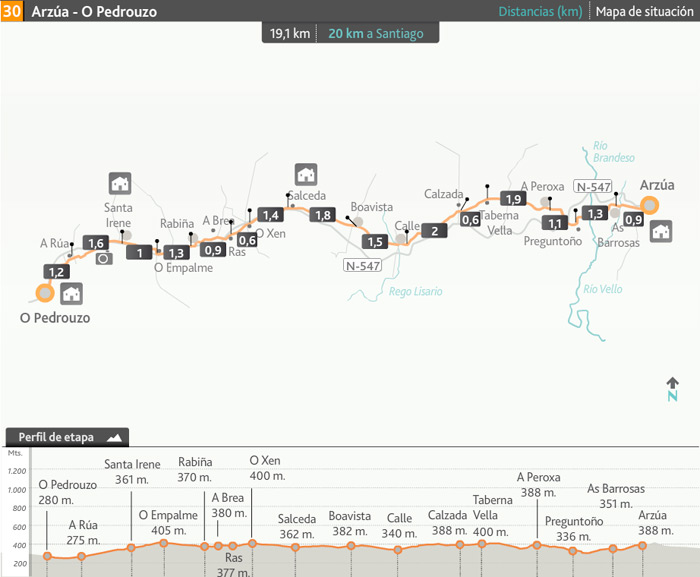 30 Arzúa - O Pedrouzo Distancias (km) Mapa de situación
19,1 km 20 km a Santiago
Río
Brandeso
Arzúa
N-547
A Peroxa
1,9
Calzada
Salceda
0,6
Taberna
Vella
1,1
1,3
0,9
As
Barrosas
Preguntoño
Boavista
1,8
1,4
2
Calle
1,5
N-547
Rego Lisario
Río Vello
Santa
Irene
Rabiña
A Brea
0,6
O Xen
Ras
0,9
1,3
O Empalme
1
1,6
A Rúa
1,2
O Pedrouzo
N
Perfil de etapa
Mts.
1.200
1.000
800
600
400
200
O Pedrouzo
280 m.
A Rúa
275 m.
Santa Irene
361 m.
O Empalme
405 m.
Rabiña
370 m.
A Brea
380 m.
Ras
377 m.
O Xen
400 m.
Salceda
362 m.
Boavista
382 m.
Calle
340 m.
Calzada
388 m.
Taberna
Vella
400 m.
A Peroxa
388 m.
Preguntoño
336 m.
As Barrosas
351 m.
Arzúa
388 m.